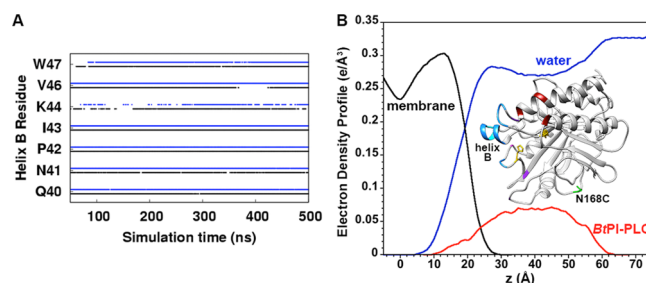 A
Helix B Residue
W47
V46
K44
I43
P42
N41
Q40
100
200
300
400
500
Simulation time (ns)
B
Electron Density Profile (e/Å³)
0.35
0.3
0.25
0.2
0.15
0.1
0.05
0
water
membrane
helix
B
N168C
BtPI-PLC
0 10 20 30 40 50 60 70
z (Å)